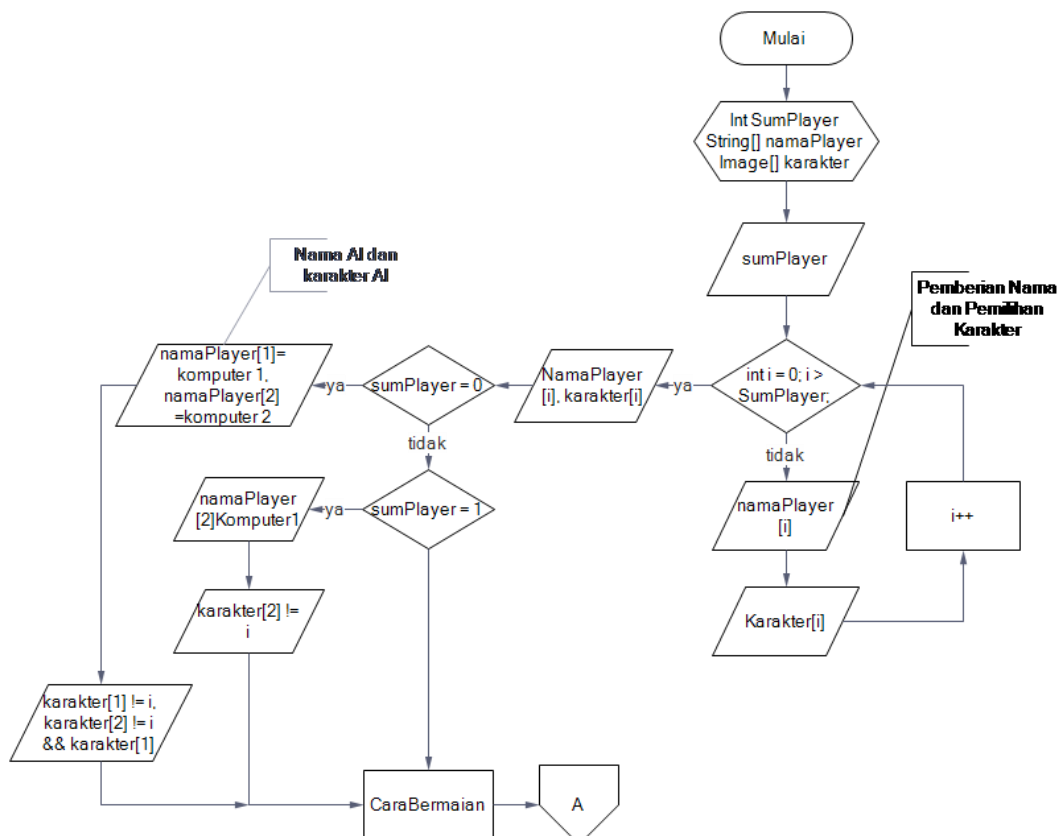 Mulai
Int SumPlayer
String[] namaPlayer
Image[] karakter
sumPlayer
Pemberian Nama
dan Pemilihan
Karakter
Nama AI dan
karakter AI
int i = 0; i >
SumPlayer;
ya
NamaPlayer
[i], karakter[i]
sumPlayer = 0
ya
namaPlayer[1]=
komputer 1,
namaPlayer[2]
=komputer 2
tidak
tidak
namaPlayer
[i]
i++
sumPlayer = 1
ya
namaPlayer
[2]Komputer1
Karakter[i]
karakter[2] !=
i
karakter[1] != i,
karakter[2] != i
&& karakter[1]
CaraBermaian
A